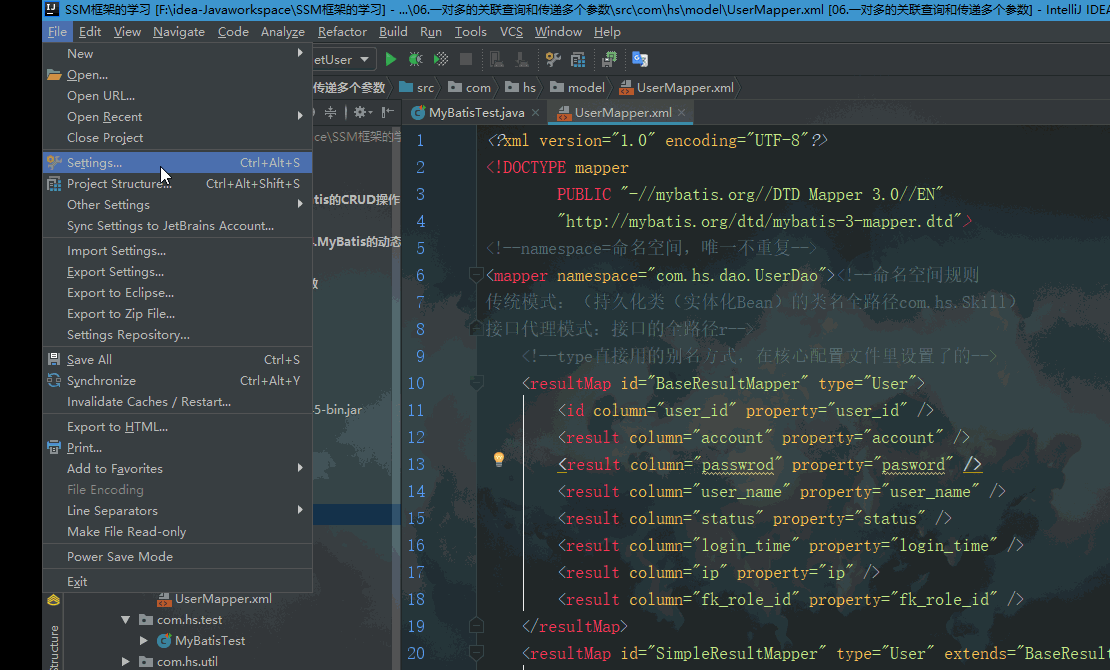 SSM框架的学习 [F:\idea-Javaworkspace\SSM框架的学习] - ...\06.一对多的关联查询和传递多个参数\src\com\hs\model\UserMapper.xml [06.一对多的关联查询和传递多个参数] - IntelliJ IDEA
File Edit View Navigate Code Analyze Refactor Build Run Tools VCS Window Help
New
Open...
Open URL...
Open Recent
Close Project
Settings... Ctrl+Alt+S
Project Structure... Ctrl+Alt+Shift+S
Other Settings
Sync Settings to JetBrains Account...
Import Settings...
Export Settings...
Export to Eclipse...
Export to Zip File...
Settings Repository...
Save All Ctrl+S
Synchronize Ctrl+Alt+Y
Invalidate Caches / Restart...
Export to HTML...
Print...
Add to Favorites
File Encoding
Line Separators
Make File Read-only
Power Save Mode
Exit
etUser
传递多个参数 src com hs model UserMapper.xml
MyBatisTest.java UserMapper.xml
ce\SSM框架的学
tis的CRUD操作
MyBatis的动态
数
5-bin.jar
UserMapper.xml
com.hs.test
MyBatisTest
com.hs.util
tructure
1 <?xml version="1.0" encoding="UTF-8"?>
2 <!DOCTYPE mapper
3 PUBLIC "-//mybatis.org//DTD Mapper 3.0//EN"
4 "http://mybatis.org/dtd/mybatis-3-mapper.dtd">
5 <!--namespace=命名空间，唯一不重复-->
6 <mapper namespace="com.hs.dao.UserDao"><!--命名空间规则
7 传统模式：（持久化类（实体化Bean）的类名全路径com.hs.Skill）
8 接口代理模式：接口的全路径r-->
9 <!--type直接用的别名方式，在核心配置文件里设置了的-->
10 <resultMap id="BaseResultMapper" type="User">
11 <id column="user_id" property="user_id" />
12 <result column="account" property="account" />
13 <result column="passwrod" property="pasword" />
14 <result column="user_name" property="user_name" />
15 <result column="status" property="status" />
16 <result column="login_time" property="login_time" />
17 <result column="ip" property="ip" />
18 <result column="fk_role_id" property="fk_role_id" />
19 </resultMap>
20 <resultMap id="SimpleResultMapper" type="User" extends="BaseResult